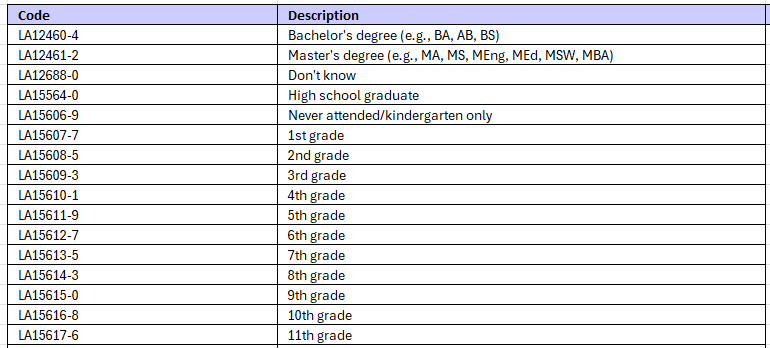 Code Description
LA12460-4 Bachelor's degree (e.g., BA, AB, BS)
LA12461-2 Master's degree (e.g., MA, MS, MEng, MEd, MSW, MBA)
LA12688-0 Don't know
LA15564-0 High school graduate
LA15606-9 Never attended/kindergarten only
LA15607-7 1st grade
LA15608-5 2nd grade
LA15609-3 3rd grade
LA15610-1 4th grade
LA15611-9 5th grade
LA15612-7 6th grade
LA15613-5 7th grade
LA15614-3 8th grade
LA15615-0 9th grade
LA15616-8 10th grade
LA15617-6 11th grade